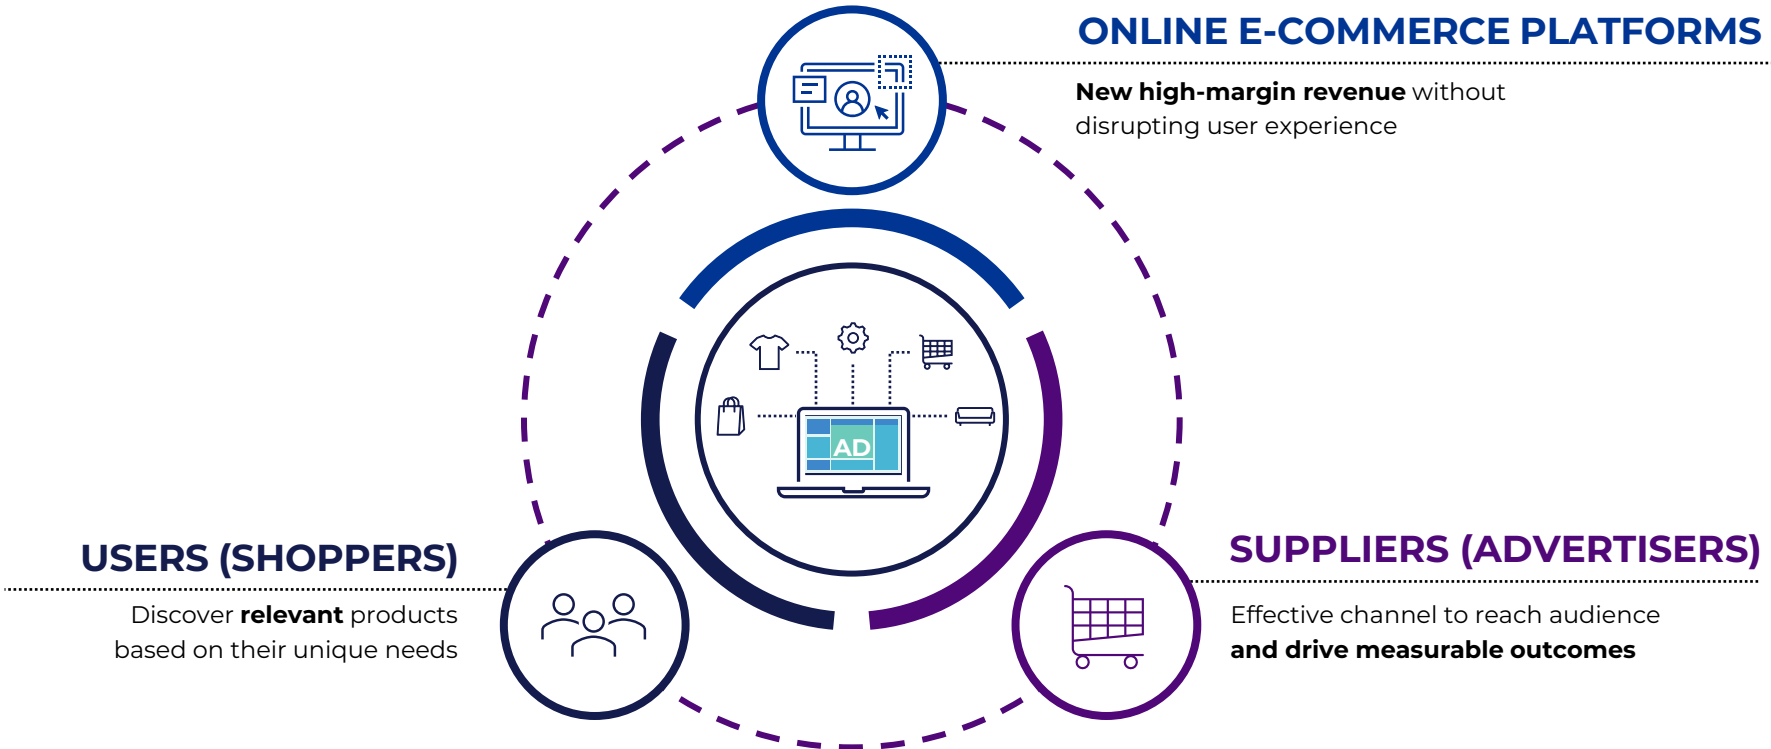 ONLINE E-COMMERCE PLATFORMS
New high-margin revenue without
disrupting user experience
AD
USERS (SHOPPERS)
Discover relevant products
based on their unique needs
SUPPLIERS (ADVERTISERS)
Effective channel to reach audience
and drive measurable outcomes